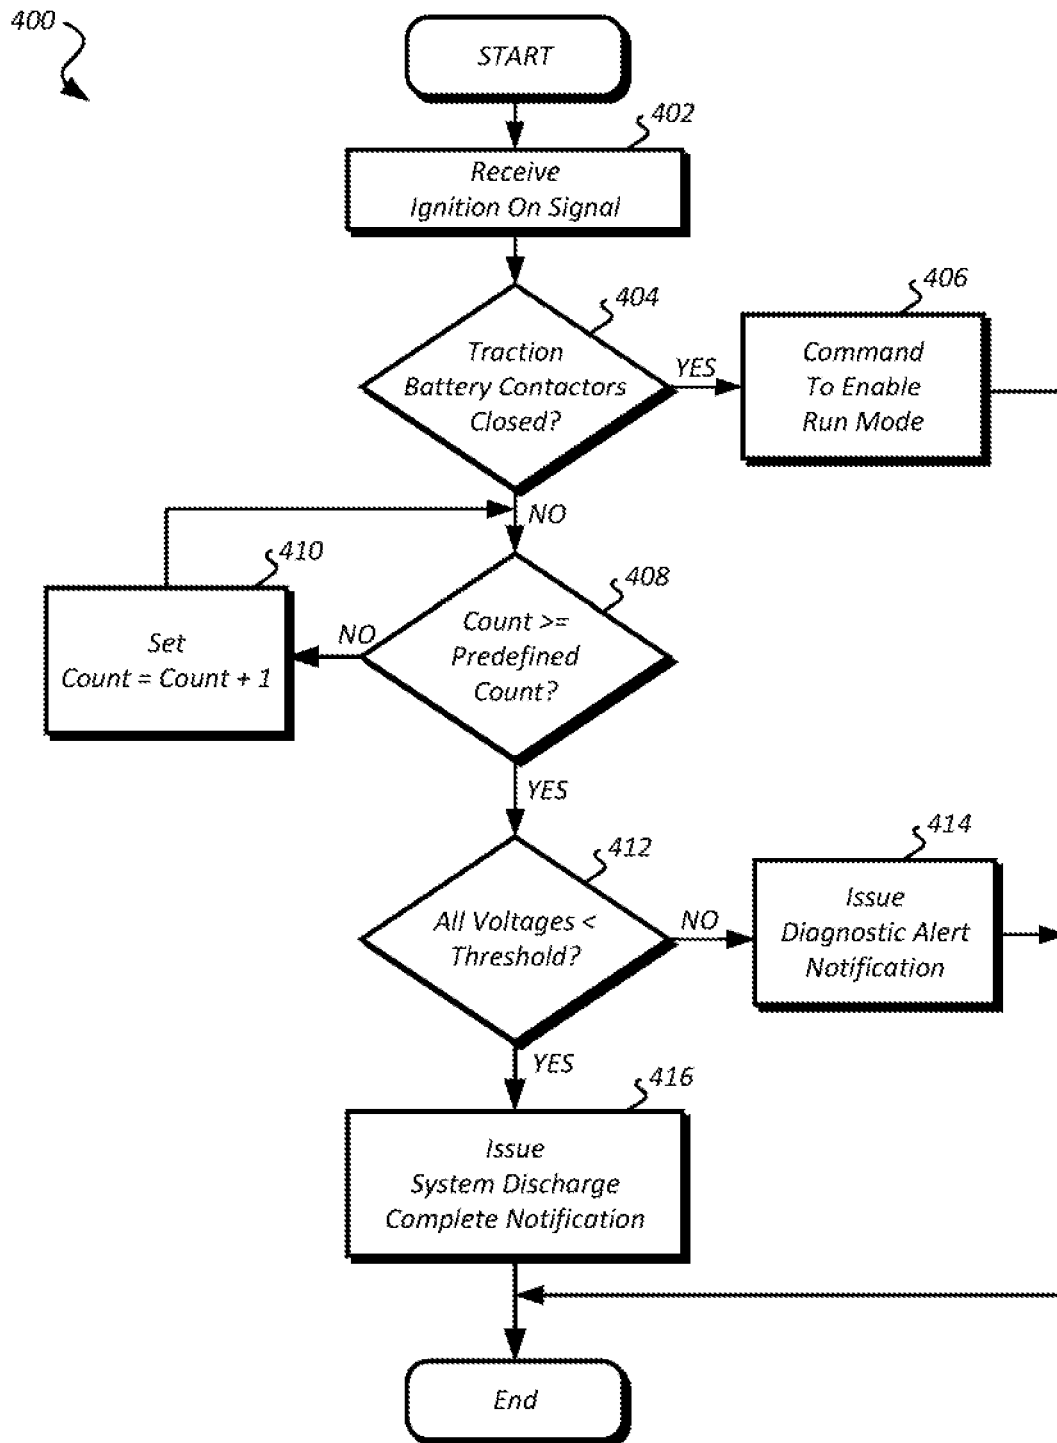 400
START
402
Receive
Ignition On Signal
404
Traction
Battery Contactors
Closed?
YES
406
Command
To Enable
Run Mode
NO
410
Set
Count = Count + 1
NO
408
Count >=
Predefined
Count?
YES
412
All Voltages <
Threshold?
NO
414
Issue
Diagnostic Alert
Notification
YES
416
Issue
System Discharge
Complete Notification
End